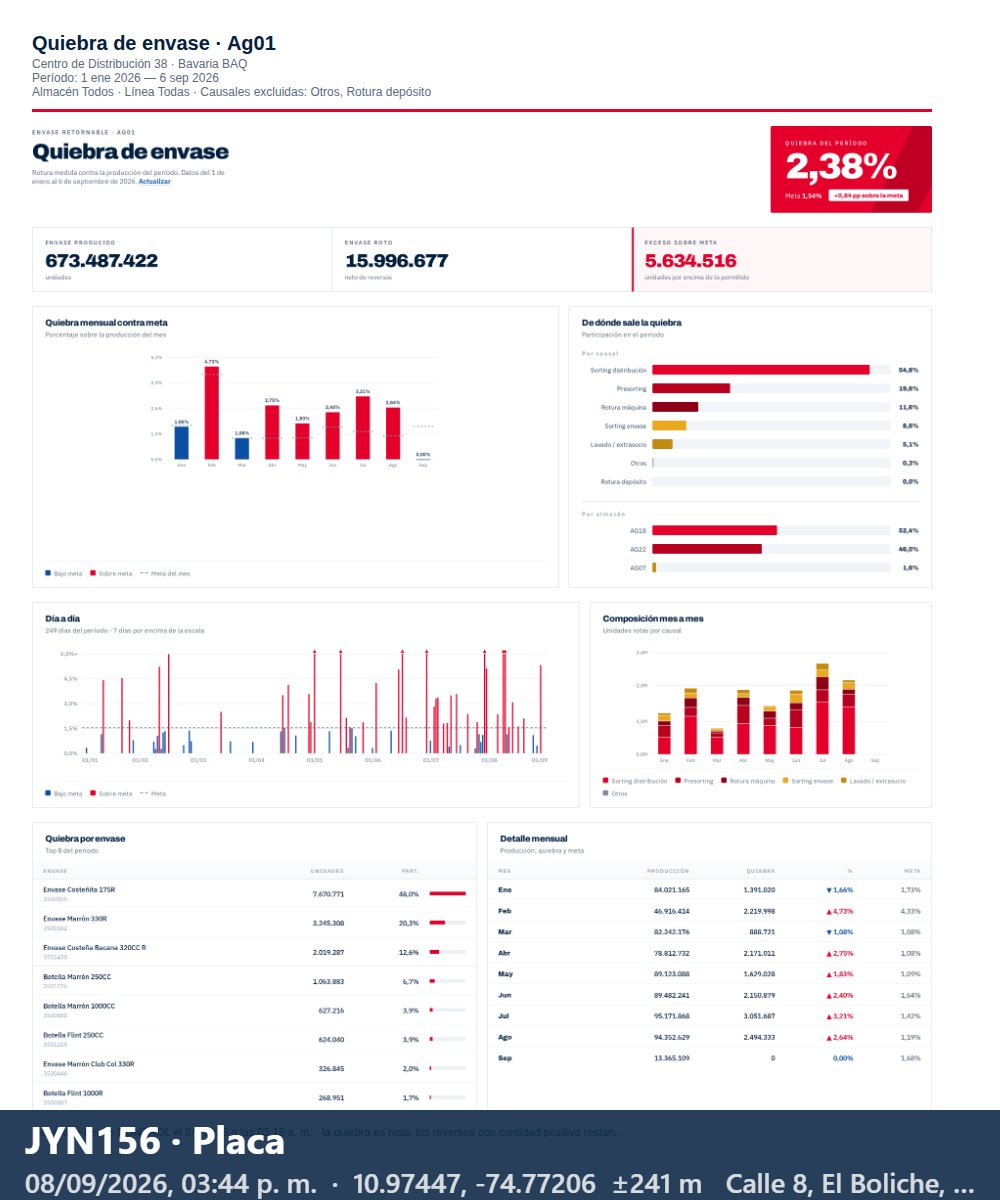 Quiebra de envase · Ag01
Centro de Distribución 38 · Bavaria BAQ
Período: 1 ene 2026 — 6 sep 2026
Almacén Todos · Línea Todas · Causales excluidas: Otros, Rotura depósito
ENVASE RETORNABLE · AG01
Quiebra de envase
Rotura medida contra la producción del período. Datos del 1 de
enero al 6 de septiembre de 2026. Actualizar
QUIEBRA DEL PERÍODO
2,38%
Meta 1,54% +0,84 pp sobre la meta
ENVASE PRODUCIDO
673.487.422
unidades
ENVASE ROTO
15.996.677
neto de reversos
EXCESO SOBRE META
5.634.516
unidades por encima de lo permitido
Quiebra mensual contra meta
Porcentaje sobre la producción del mes
4,73%
3,21%
2,75%
2,64%
2,40%
1,83%
1,66%
1,08%
0,00%
0,0%
Ene Feb Mar Abr May Jun Jul Ago Sep
Bajo meta Sobre meta Meta del mes
De dónde sale la quiebra
Participación en el período
Por causal
Sorting distribución 54,8%
Presorting 19,6%
Rotura máquina 11,6%
Sorting envase 8,6%
Lavado / extrasucio 5,1%
Otros 0,3%
Rotura depósito 0,0%
Por almacén
AG18 52,4%
AG22 46,0%
AG07 1,6%
Día a día
249 días del período · 7 días por encima de la escala
6,0%+
4,5%
3,0%
1,5%
0,0%
01/01 01/02 01/03 01/04 01/05 01/06 01/07 01/08 01/09
Bajo meta Sobre meta Meta
Composición mes a mes
Unidades rotas por causal
Ene Feb Mar Abr May Jun Jul Ago Sep
Sorting distribución Presorting Rotura máquina Sorting envase Lavado / extrasucio
Otros
Quiebra por envase
Top 8 del período
ENVASE UNIDADES PART.
Envase Costeñita 175R 7.670.771 48,0%
Envase Marrón 330R 3.245.308 20,3%
Envase Costeña Bacana 320CC R 2.019.287 12,6%
Botella Marrón 250CC 1.063.883 6,7%
Botella Marrón 1000CC 627.216 3,9%
Botella Flint 250CC 624.040 3,9%
Envase Marrón Club Col 330R 326.845 2,0%
Botella Flint 1000R 268.951 1,7%
Detalle mensual
Producción, quiebra y meta
MES PRODUCCIÓN QUIEBRA % META
Ene 84.021.165 1.391.020 ▼ 1,66% 1,73%
Feb 46.916.414 2.219.998 ▲ 4,73% 4,33%
Mar 82.242.176 888.721 ▼ 1,08% 1,08%
Abr 78.812.732 2.171.011 ▲ 2,75% 1,08%
May 89.123.088 1.629.028 ▲ 1,83% 1,09%
Jun 89.482.241 2.150.879 ▲ 2,40% 1,64%
Jul 95.171.868 3.051.687 ▲ 3,21% 1,42%
Ago 94.352.629 2.494.333 ▲ 2,64% 1,19%
Sep 13.365.109 0 0,00% 1,68%
a. m. · la quiebra es neta: los reversos con cantidad positiva restan.
JYN156 · Placa
08/09/2026, 03:44 p. m. · 10.97447, -74.77206 ±241 m Calle 8, El Boliche, ...